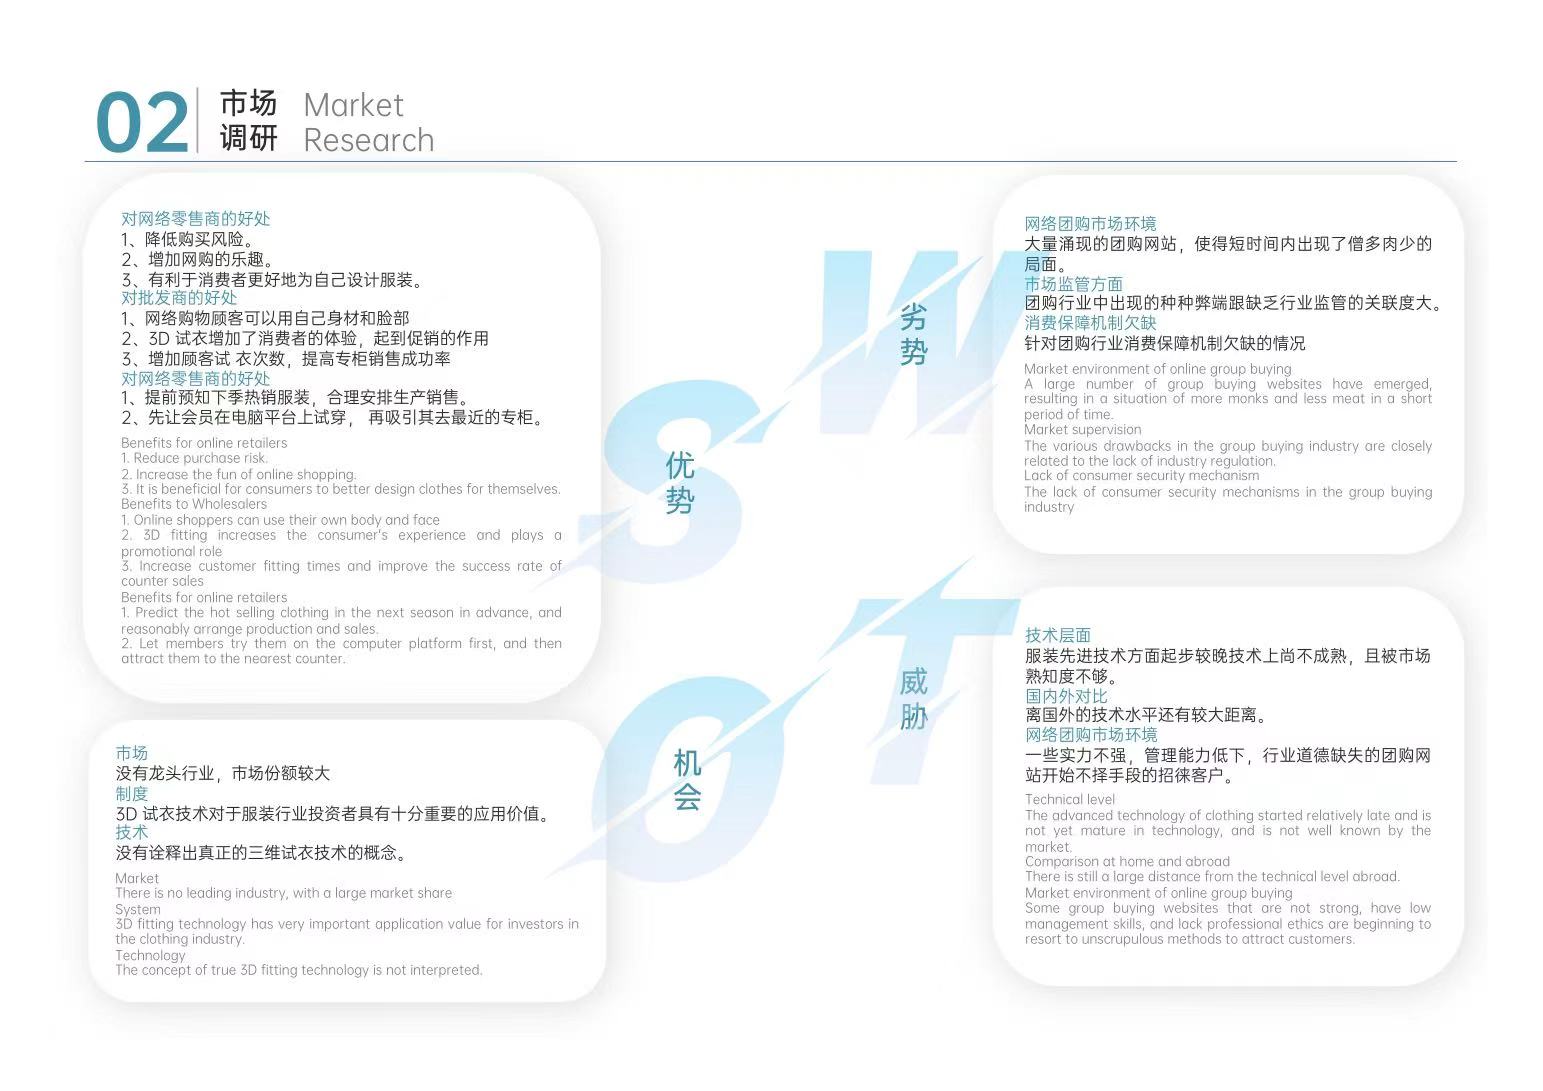 02
市场
调研
Market
Research
对网络零售商的好处
1、降低购买风险。
2、增加网购的乐趣。
3、有利于消费者更好地为自己设计服装。
对批发商的好处
1、网络购物顾客可以用自己身材和脸部
2、3D 试衣增加了消费者的体验，起到促销的作用
3、增加顾客试 衣次数，提高专柜销售成功率
对网络零售商的好处
1、提前预知下季热销服装，合理安排生产销售。
2、先让会员在电脑平台上试穿， 再吸引其去最近的专柜。
Benefits for online retailers
1. Reduce purchase risk.
2. Increase the fun of online shopping.
3. It is beneficial for consumers to better design clothes for themselves.
Benefits to Wholesalers
1. Online shoppers can use their own body and face
2. 3D fitting increases the consumer's experience and plays a
promotional role
3. Increase customer fitting times and improve the success rate of
counter sales
Benefits for online retailers
1. Predict the hot selling clothing in the next season in advance, and
reasonably arrange production and sales.
2. Let members try them on the computer platform first, and then
attract them to the nearest counter.
S
优
势
W
劣
势
网络团购市场环境
大量涌现的团购网站，使得短时间内出现了僧多肉少的
局面。
市场监管方面
团购行业中出现的种种弊端跟缺乏行业监管的关联度大。
消费保障机制欠缺
针对团购行业消费保障机制欠缺的情况
Market environment of online group buying
A large number of group buying websites have emerged,
resulting in a situation of more monks and less meat in a short
period of time.
Market supervision
The various drawbacks in the group buying industry are closely
related to the lack of industry regulation.
Lack of consumer security mechanism
The lack of consumer security mechanisms in the group buying
industry
市场
没有龙头行业，市场份额较大
制度
3D 试衣技术对于服装行业投资者具有十分重要的应用价值。
技术
没有诠释出真正的三维试衣技术的概念。
Market
There is no leading industry, with a large market share
System
3D fitting technology has very important application value for investors in
the clothing industry.
Technology
The concept of true 3D fitting technology is not interpreted.
O
机
会
T
威
胁
技术层面
服装先进技术方面起步较晚技术上尚不成熟，且被市场
熟知度不够。
国内外对比
离国外的技术水平还有较大距离。
网络团购市场环境
一些实力不强，管理能力低下，行业道德缺失的团购网
站开始不择手段的招徕客户。
Technical level
The advanced technology of clothing started relatively late and is
not yet mature in technology, and is not well known by the
market.
Comparison at home and abroad
There is still a large distance from the technical level abroad.
Market environment of online group buying
Some group buying websites that are not strong, have low
management skills, and lack professional ethics are beginning to
resort to unscrupulous methods to attract customers.